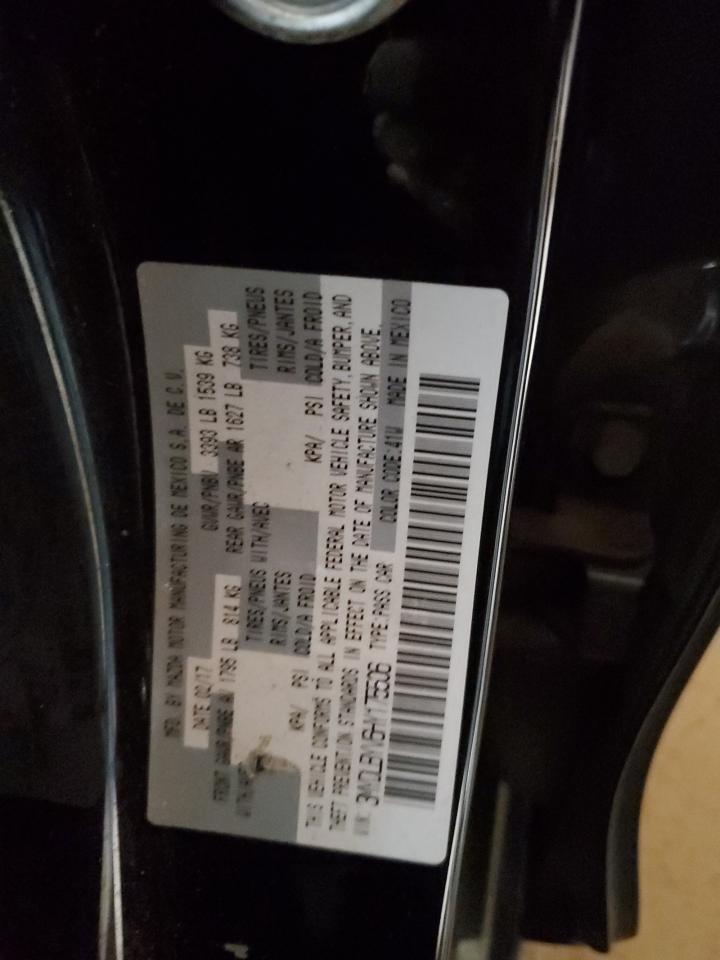 MFD. BY MAZDA MOTOR MANUFACTURING DE MEXICO S.A. DE C.V.
DATE 02/17 GVWR/PNBV 3393 LB 1539 KG
FRONT GAWR/PNBE AV 1795 LB 814 KG REAR GAWR/PNBE AR 1627 LB 738 KG
TIRES/PNEUS WITH/AVEC TIRES/PNEUS
RIMS/JANTES RIMS/JANTES
KPA/ PSI COLD/A FROID KPA/ PSI COLD/A FROID
THIS VEHICLE CONFORMS TO ALL APPLICABLE FEDERAL MOTOR VEHICLE SAFETY, BUMPER, AND
THEFT PREVENTION STANDARDS IN EFFECT ON THE DATE OF MANUFACTURE SHOWN ABOVE.
TYPE:PASS CAR COLOR CODE:41W MADE IN MEXICO